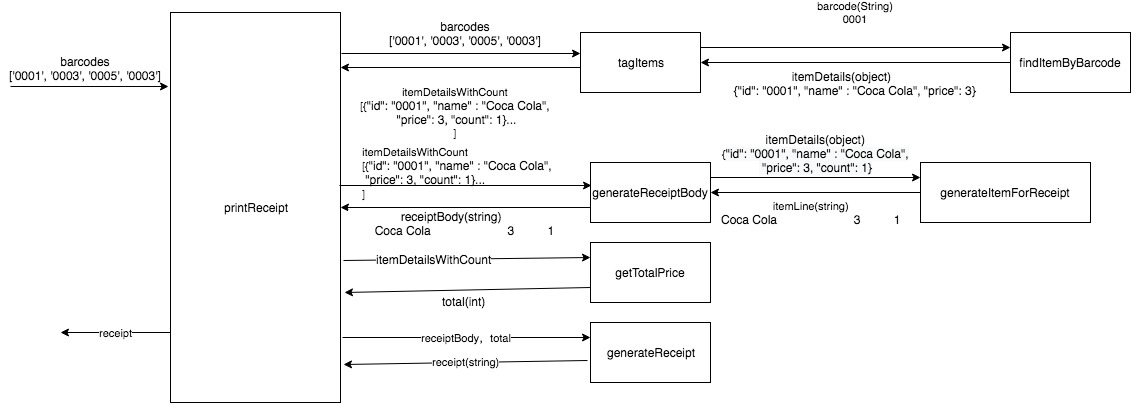 barcodes
['0001', '0003', '0005', '0003']
printReceipt
barcodes
['0001', '0003', '0005', '0003']
tagItems
barcode(String)
0001
findItemByBarcode
itemDetails(object)
{"id": "0001", "name" : "Coca Cola", "price": 3}
itemDetailsWithCount
[{"id": "0001", "name" : "Coca Cola",
"price": 3, "count": 1}...
]
itemDetailsWithCount
[{"id": "0001", "name" : "Coca Cola",
"price": 3, "count": 1}...
]
generateReceiptBody
itemDetails(object)
{"id": "0001", "name" : "Coca Cola",
"price": 3, "count": 1}
generateItemForReceipt
itemLine(string)
Coca Cola 3 1
receiptBody(string)
Coca Cola 3 1
itemDetailsWithCount
getTotalPrice
total(int)
receipt
receiptBody, total
generateReceipt
receipt(string)